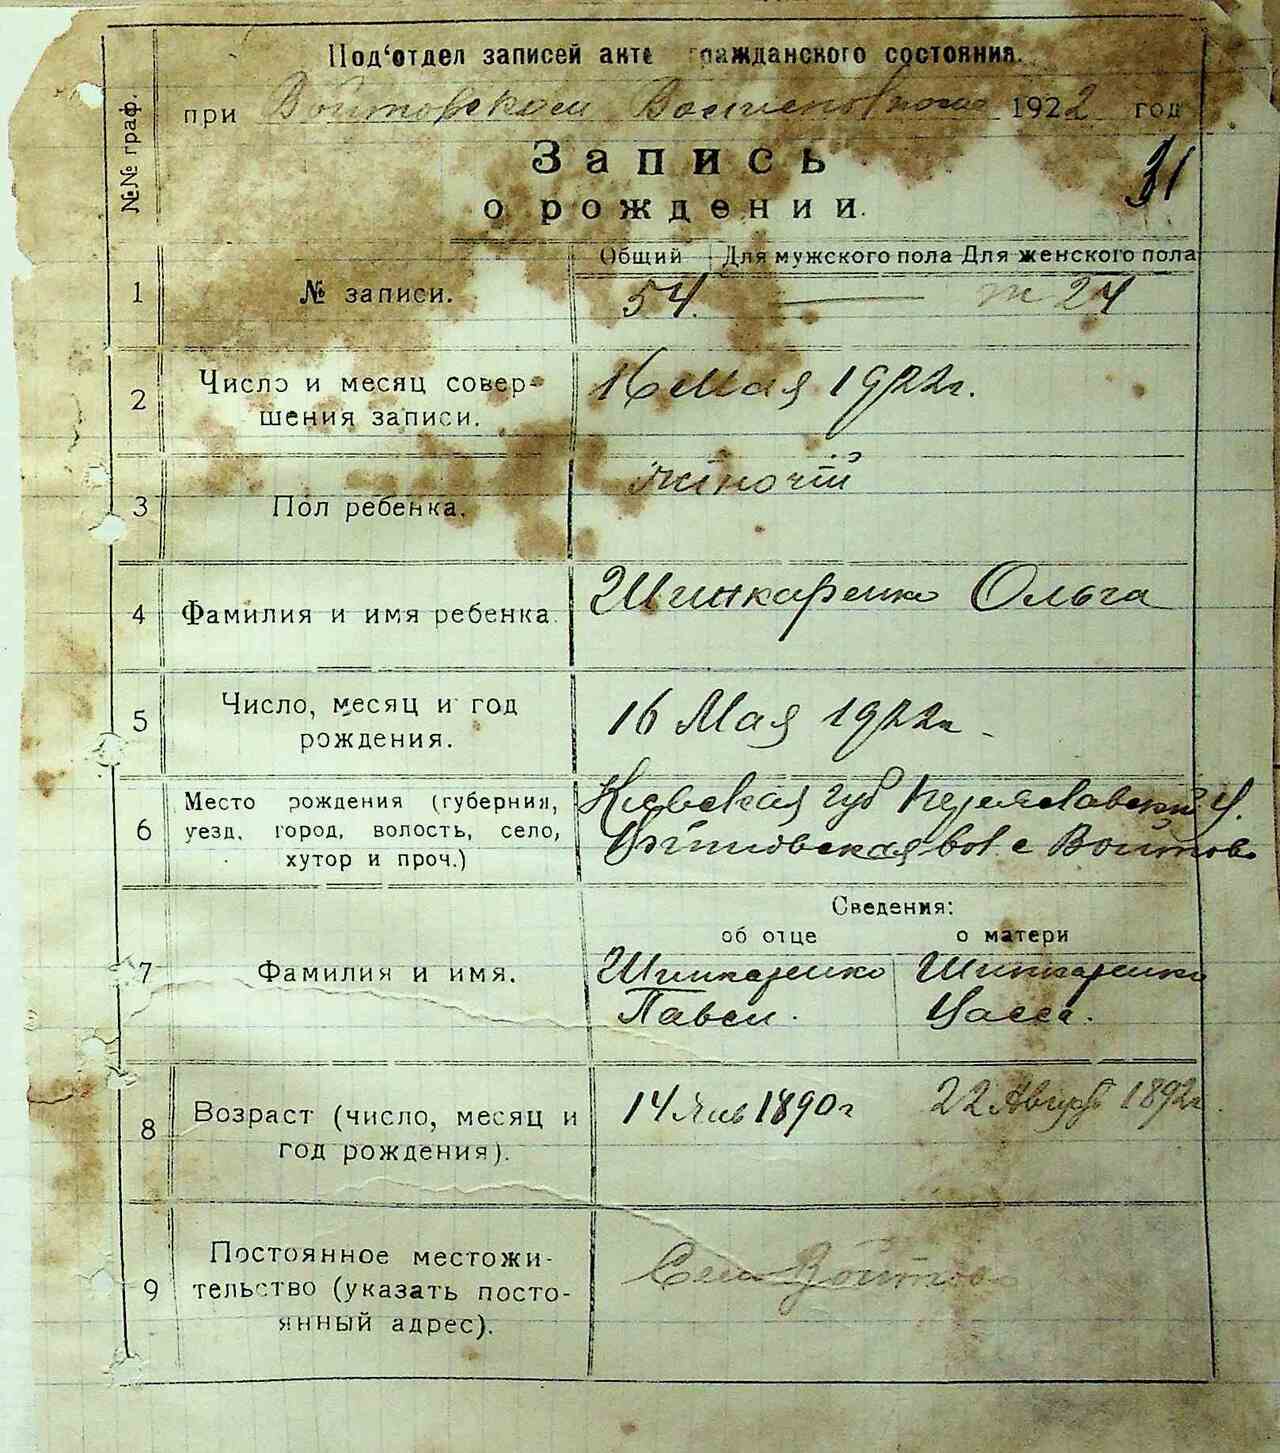 Под‘отдел записей акт гражданского состояния.
при Войтовском 1922 год
№№ граф.
Запись
о рождении.
31
Общий Для мужского пола Для женского пола
1 № записи. 54. — 24
2 Число и месяц совер-
шения записи.
16 Мая 1922г.
3 Пол ребенка. жіночій
4 Фамилия и имя ребенка. Шинкаренко Ольга
5 Число, месяц и год
рождения.
16 Мая 1922г.
6 Место рождения (губерния,
уезд, город, волость, село,
хутор и проч.)
Киевская губ Переяславский у.
Войтовская вол. с Войтов.
Сведения:
об отце о матери
7 Фамилия и имя. Шинкаренко Шинкаренко
Павел.
8 Возраст (число, месяц и
год рождения).
14 Янв 1890г 22 Август 1892г.
9 Постоянное местожи-
тельство (указать посто-
янный адрес).
Село Войтов